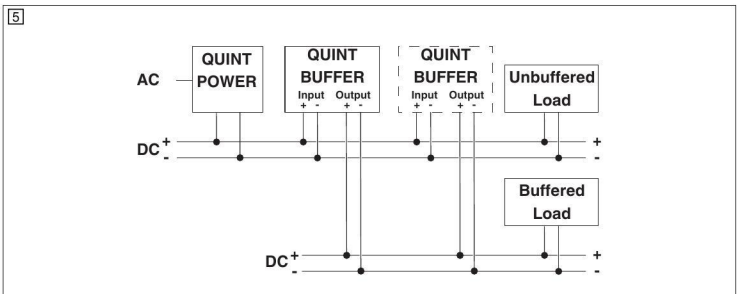 5
QUINT
POWER
QUINT
BUFFER
Input Output
+ - + -
QUINT
BUFFER
Input Output
+ - + -
Unbuffered
Load
AC
DC + +
- -
Buffered
Load
DC + +
- -